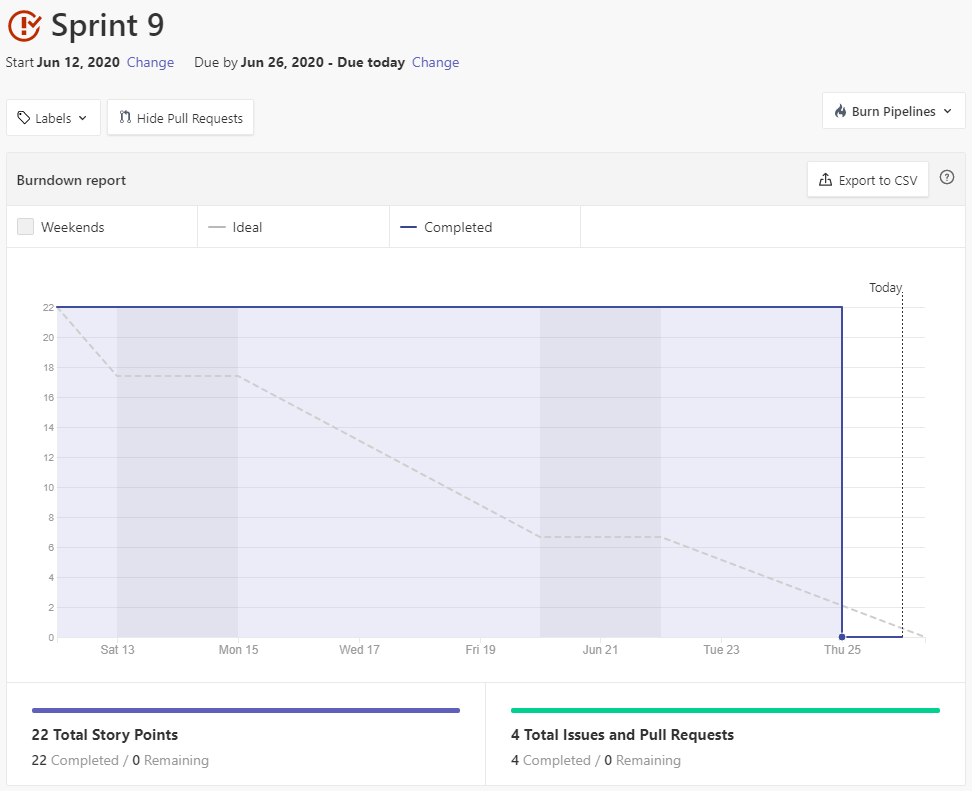 Sprint 9
Start Jun 12, 2020 Change Due by Jun 26, 2020 - Due today Change
Labels Hide Pull Requests Burn Pipelines
Burndown report Export to CSV ?
Weekends Ideal Completed
Today
22
20
18
16
14
12
10
8
6
4
2
0
Sat 13 Mon 15 Wed 17 Fri 19 Jun 21 Tue 23 Thu 25
22 Total Story Points
22 Completed / 0 Remaining
4 Total Issues and Pull Requests
4 Completed / 0 Remaining